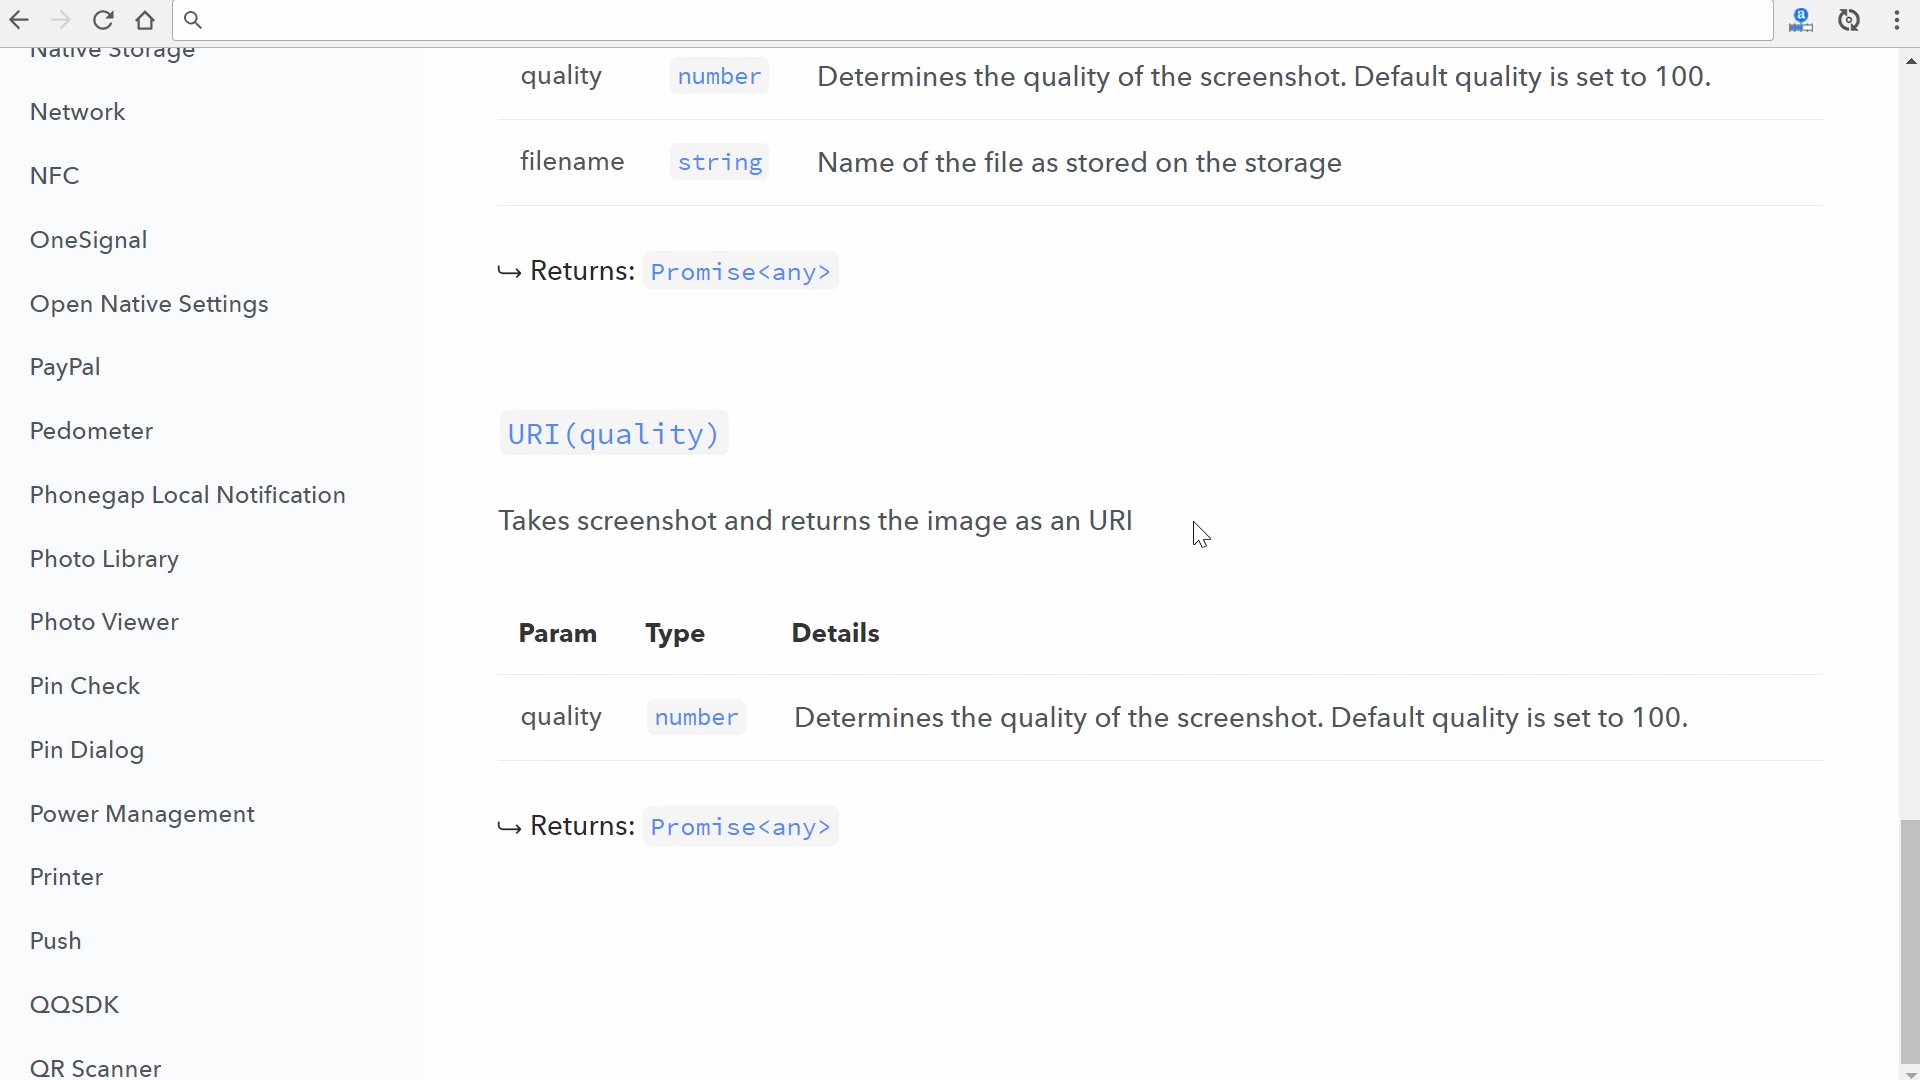 Native Storage
Network
NFC
OneSignal
Open Native Settings
PayPal
Pedometer
Phonegap Local Notification
Photo Library
Photo Viewer
Pin Check
Pin Dialog
Power Management
Printer
Push
QQSDK
QR Scanner
quality number Determines the quality of the screenshot. Default quality is set to 100.
filename string Name of the file as stored on the storage
↪ Returns: Promise<any>
URI(quality)
Takes screenshot and returns the image as an URI
Param Type Details
quality number Determines the quality of the screenshot. Default quality is set to 100.
↪ Returns: Promise<any>